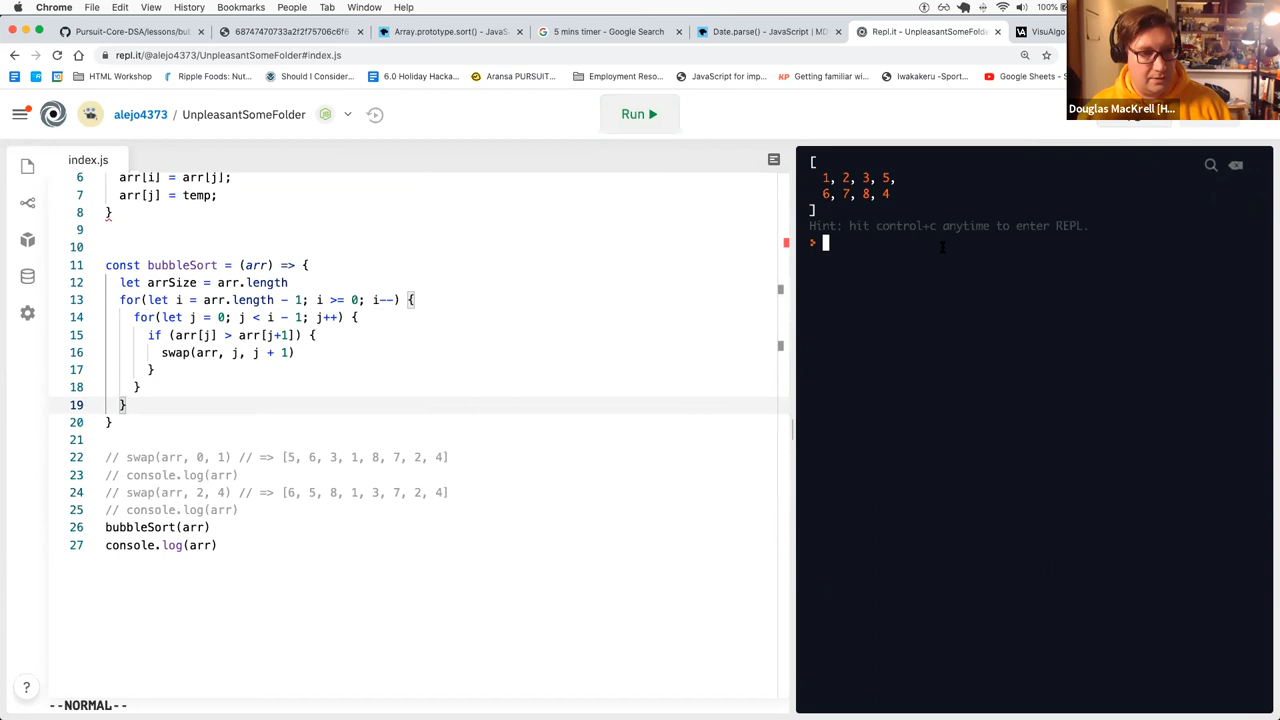 Chrome File Edit View History Bookmarks People Tab Window Help 100%
Pursuit-Core-DSA/lessons/bu 68747470733a2f2f75706c6f6 Array.prototype.sort() - JavaS 5 mins timer - Google Search Date.parse() - JavaScript | MD Repl.it - UnpleasantSomeFolde VisuAlgo
repl.it/@alejo4373/UnpleasantSomeFolder#index.js
HTML Workshop Ripple Foods: Nut... Should I Consider... 6.0 Holiday Hacka... Aransa PURSUIT... Employment Reso... JavaScript for imp... KP Getting familiar wi... Iwakakeru -Sport... Google Sheets - S
Douglas MacKrell [H...
alejo4373 / UnpleasantSomeFolder
Run
index.js
6 arr[i] = arr[j];
7 arr[j] = temp;
8 }
9
10
11 const bubbleSort = (arr) => {
12 let arrSize = arr.length
13 for(let i = arr.length - 1; i >= 0; i--) {
14 for(let j = 0; j < i - 1; j++) {
15 if (arr[j] > arr[j+1]) {
16 swap(arr, j, j + 1)
17 }
18 }
19 }
20 }
21
22 // swap(arr, 0, 1) // => [5, 6, 3, 1, 8, 7, 2, 4]
23 // console.log(arr)
24 // swap(arr, 2, 4) // => [6, 5, 8, 1, 3, 7, 2, 4]
25 // console.log(arr)
26 bubbleSort(arr)
27 console.log(arr)
--NORMAL--
?
[
1, 2, 3, 5,
6, 7, 8, 4
]
Hint: hit control+c anytime to enter REPL.
>